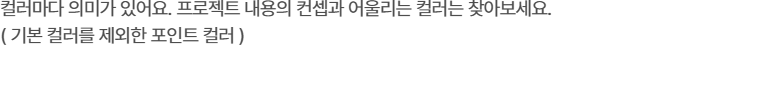 컬러마다 의미가 있어요. 프로젝트 내용의 컨셉과 어울리는 컬러는 찾아보세요.
( 기본 컬러를 제외한 포인트 컬러 )